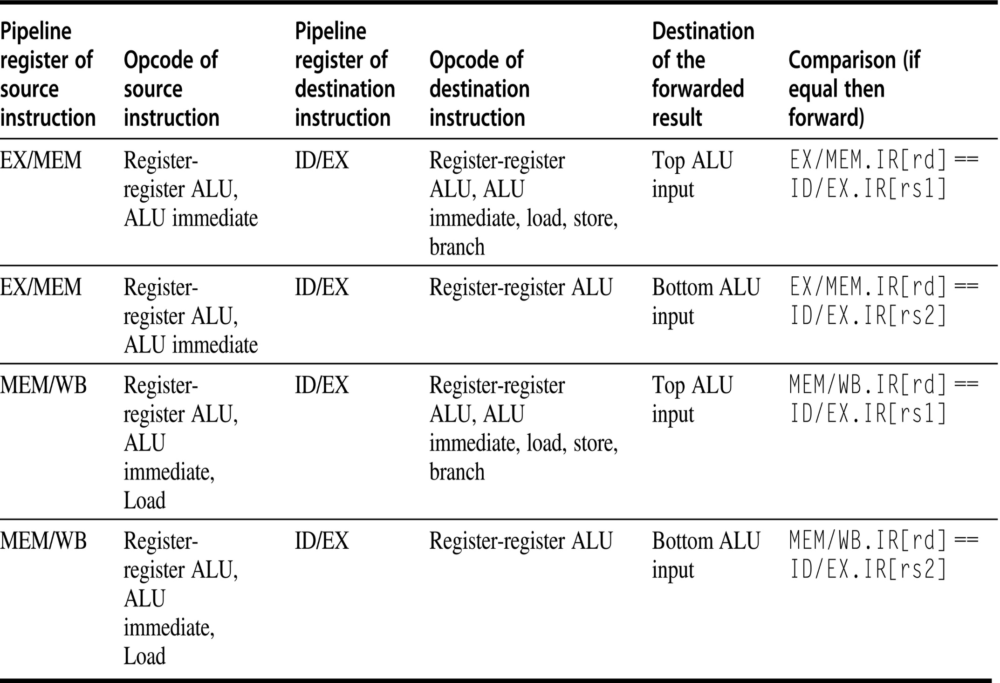 Pipeline register of source instruction
Opcode of source instruction
Pipeline register of destination instruction
Opcode of destination instruction
Destination of the forwarded result
Comparison (if equal then forward)
EX/MEM
Register-
register ALU,
ALU immediate
ID/EX
Register-register
ALU, ALU
immediate, load, store,
branch
Top ALU
input
EX/MEM.IR[rd] ==
ID/EX.IR[rs1]
EX/MEM
Register-
register ALU,
ALU immediate
ID/EX
Register-register ALU
Bottom ALU
input
EX/MEM.IR[rd] ==
ID/EX.IR[rs2]
MEM/WB
Register-
register ALU,
ALU
immediate,
Load
ID/EX
Register-register
ALU, ALU
immediate, load, store,
branch
Top ALU
input
MEM/WB.IR[rd] ==
ID/EX.IR[rs1]
MEM/WB
Register-
register ALU,
ALU
immediate,
Load
ID/EX
Register-register ALU
Bottom ALU
input
MEM/WB.IR[rd] ==
ID/EX.IR[rs2]